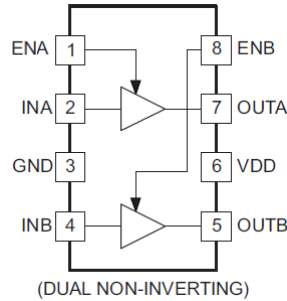 ENA 1 8 ENB
INA 2 7 OUTA
GND 3 6 VDD
INB 4 5 OUTB
(DUAL NON-INVERTING)